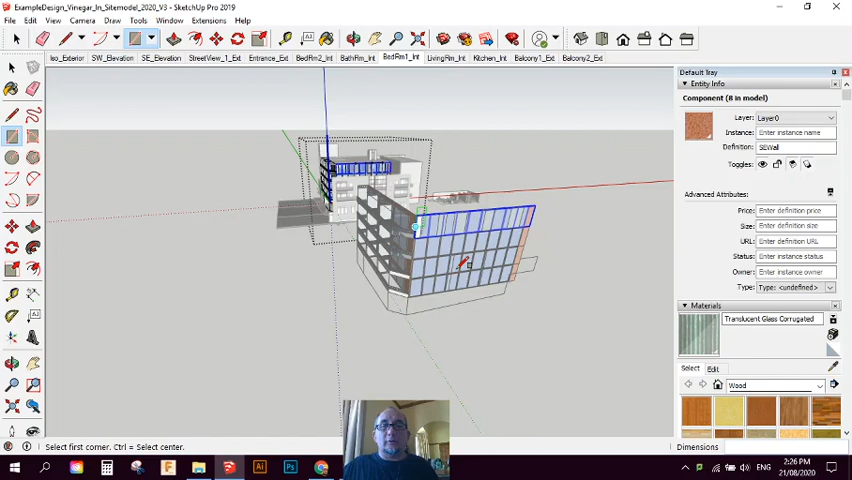 ExampleDesign_Vinegar_In_Sitemodel_2020_V3 - SketchUp Pro 2019
File Edit View Camera Draw Tools Window Extensions Help
Iso_Exterior SW_Elevation SE_Elevation StreetView_1_Ext Entrance_Ext BedRm2_Int BathRm_Int BedRm1_Int LivingRm_Int Kitchen_Int Balcony1_Ext Balcony2_Ext
Default Tray
Entity Info
Component (8 in model)
Layer: Layer0
Instance: Enter instance name
Definition: SEWall
Toggles:
Advanced Attributes
Price: Enter definition price
Size: Enter definition size
URL: Enter definition URL
Status: Enter instance status
Owner: Enter instance owner
Type: Type: <undefined>
Materials
Translucent Glass Corrugated
Select Edit
Wood
Select first corner. Ctrl = Select center.
Dimensions
ENG
2:26 PM
21/08/2020